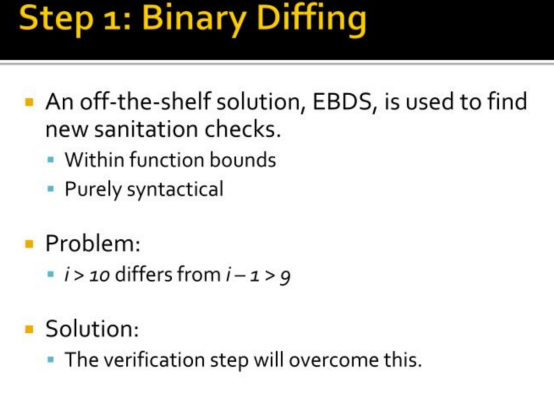 Step 1: Binary Diffing
An off-the-shelf solution, EBDS, is used to find
new sanitation checks.
Within function bounds
Purely syntactical
Problem:
i > 10 differs from i – 1 > 9
Solution:
The verification step will overcome this.